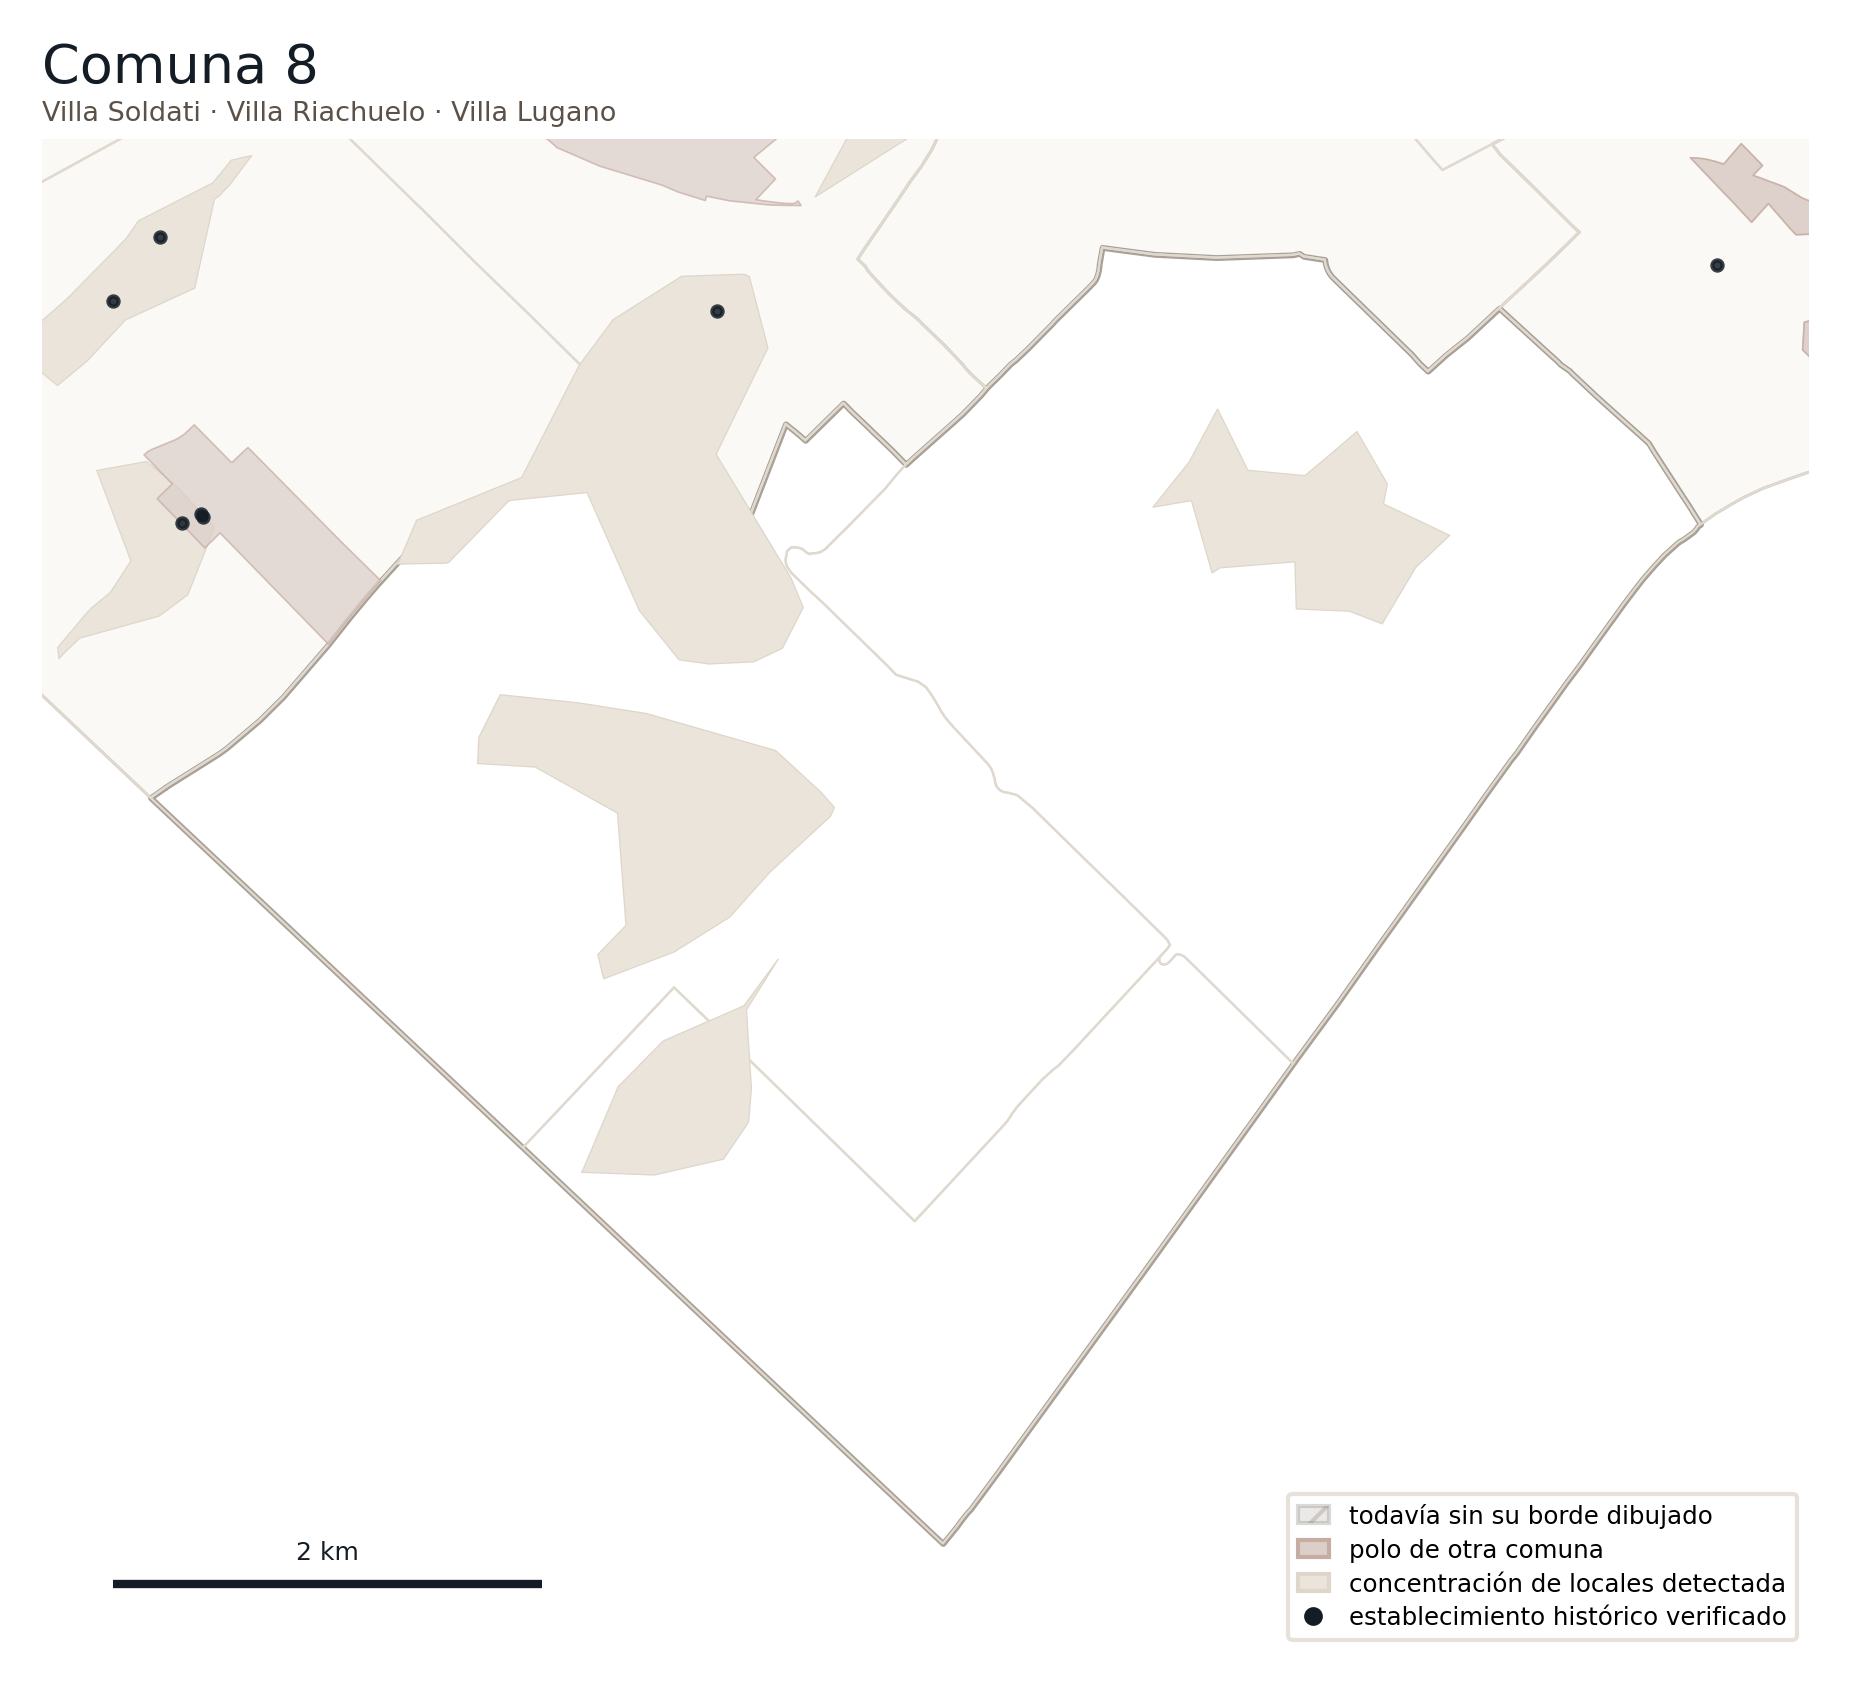 Comuna 8
Villa Soldati · Villa Riachuelo · Villa Lugano
2 km
todavía sin su borde dibujado
polo de otra comuna
concentración de locales detectada
establecimiento histórico verificado